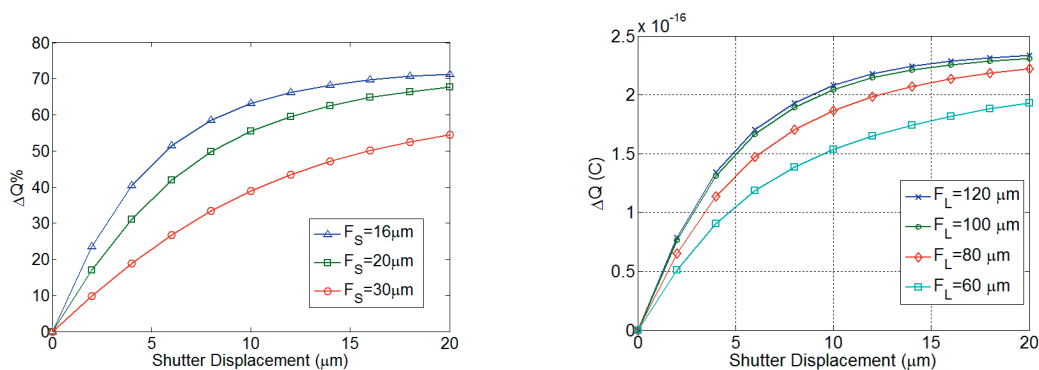 80
70
60
50
40
30
20
10
0
ΔQ%
F_S=16μm
F_S=20μm
F_S=30μm
0 5 10 15 20
Shutter Displacement (μm)
x 10^-16
2.5
2
1.5
1
0.5
0
ΔQ (C)
F_L=120 μm
F_L=100 μm
F_L=80 μm
F_L=60 μm
0 5 10 15 20
Shutter Displacement (μm)